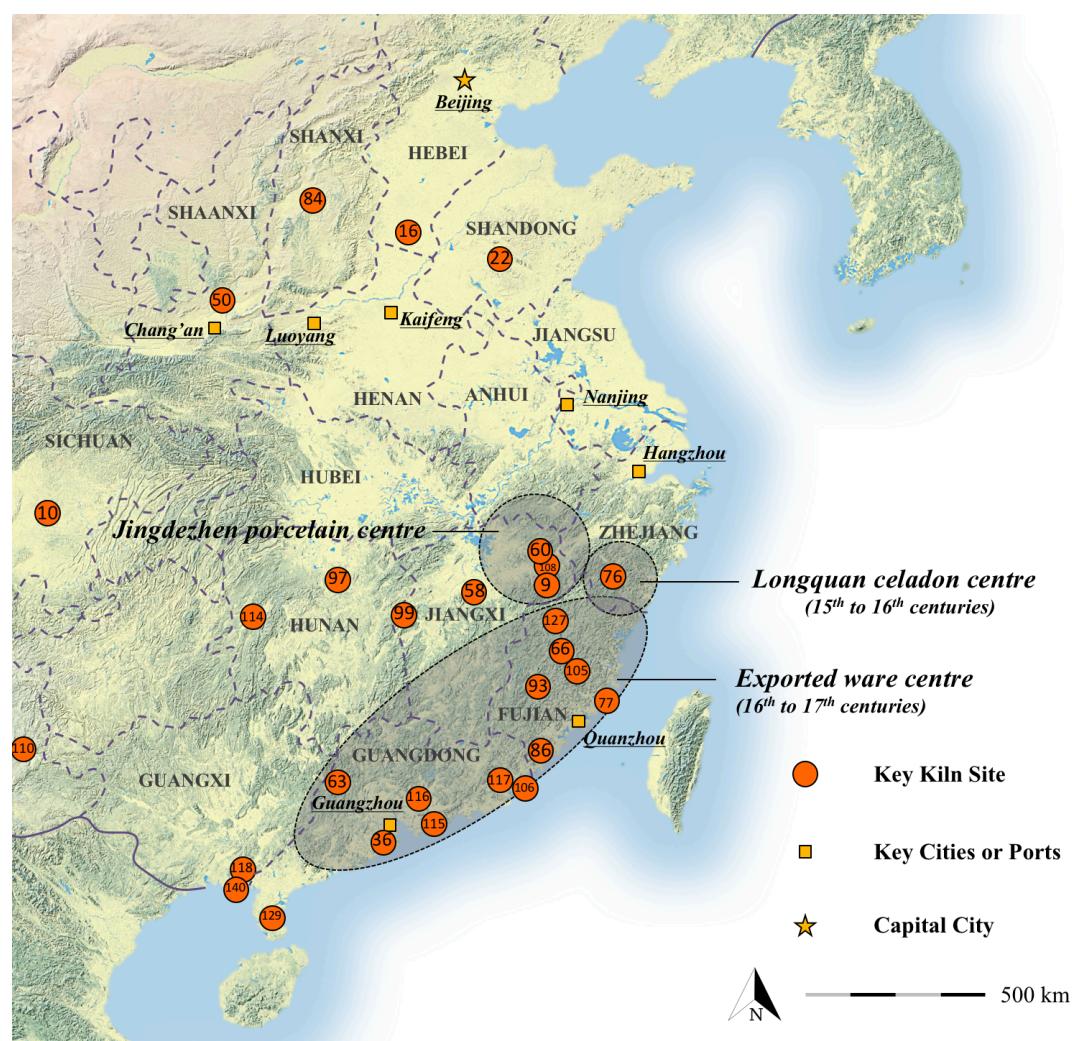 Beijing
SHANXI
HEBEI
84
SHAANXI
16
SHANDONG
22
50
Chang’an
Luoyang
Kaifeng
JIANGSU
HENAN
ANHUI
Nanjing
SICHUAN
Hangzhou
HUBEI
10
Jingdezhen porcelain centre
ZHEJIANG
60
108
9
76
Longquan celadon centre
(15th to 16th centuries)
97
58
114
99
JIANGXI
HUNAN
127
66
105
93
77
Exported ware centre
(16th to 17th centuries)
FUJIAN
Quanzhou
110
86
GUANGDONG
GUANGXI
63
117
106
116
Guangzhou
115
36
Key Kiln Site
Key Cities or Ports
118
140
129
Capital City
N
500 km